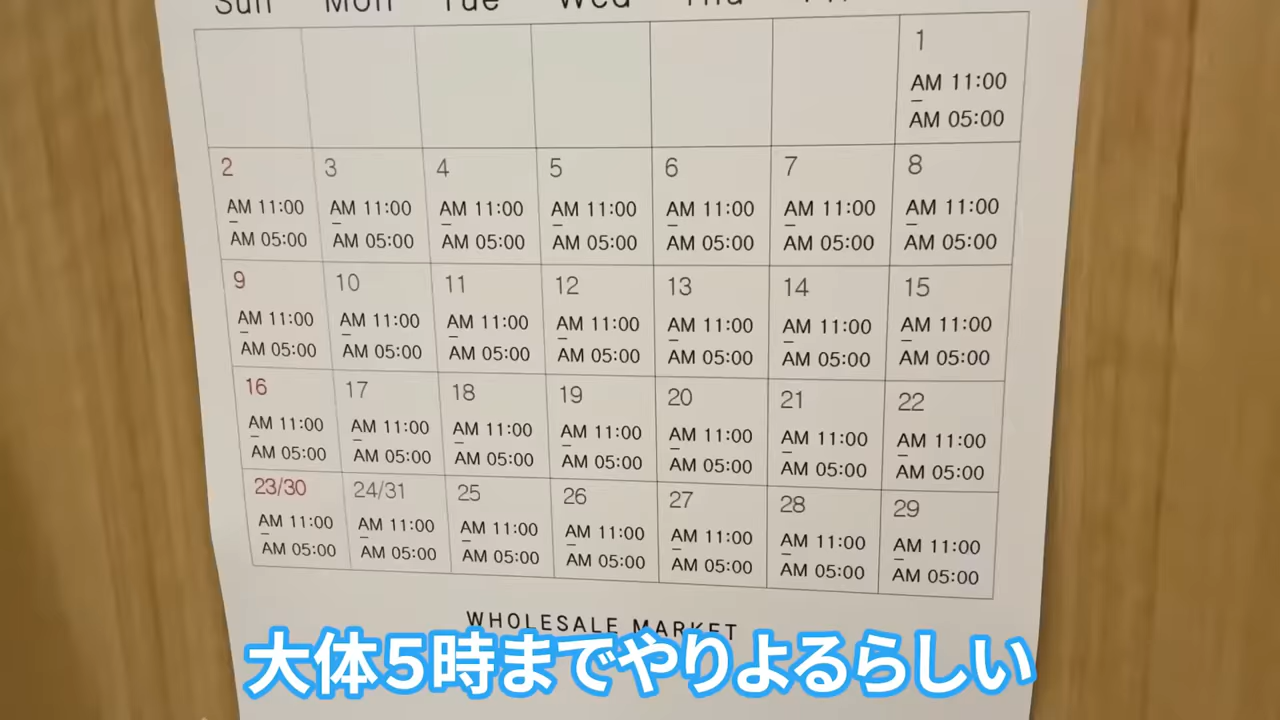 Sun Mon Tue Wed Thu
1
AM 11:00
–
AM 05:00
2 3 4 5 6 7 8
AM 11:00 AM 11:00 AM 11:00 AM 11:00 AM 11:00 AM 11:00 AM 11:00
– – – – – – –
AM 05:00 AM 05:00 AM 05:00 AM 05:00 AM 05:00 AM 05:00 AM 05:00
9 10 11 12 13 14 15
AM 11:00 AM 11:00 AM 11:00 AM 11:00 AM 11:00 AM 11:00 AM 11:00
– – – – – – –
AM 05:00 AM 05:00 AM 05:00 AM 05:00 AM 05:00 AM 05:00 AM 05:00
16 17 18 19 20 21 22
AM 11:00 AM 11:00 AM 11:00 AM 11:00 AM 11:00 AM 11:00 AM 11:00
– – – – – – –
AM 05:00 AM 05:00 AM 05:00 AM 05:00 AM 05:00 AM 05:00 AM 05:00
23/30 24/31 25 26 27 28 29
AM 11:00 AM 11:00 AM 11:00 AM 11:00 AM 11:00 AM 11:00 AM 11:00
– – – – – – –
AM 05:00 AM 05:00 AM 05:00 AM 05:00 AM 05:00 AM 05:00 AM 05:00
WHOLESALE MARKET
大体5時までやりよるらしい